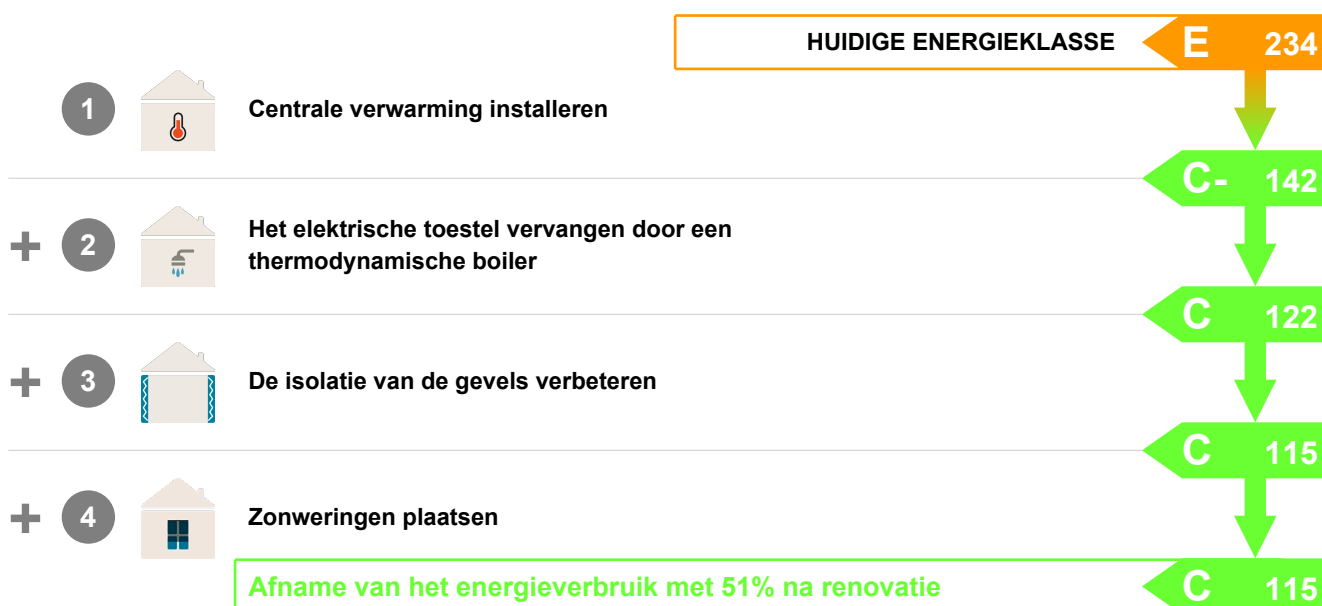 HUIDIGE ENERGIEKLASSE E 234
1 Centrale verwarming installeren
C- 142
+ 2 Het elektrische toestel vervangen door een
thermodynamische boiler
C 122
+ 3 De isolatie van de gevels verbeteren
C 115
+ 4 Zonweringen plaatsen
Afname van het energieverbruik met 51% na renovatie C 115